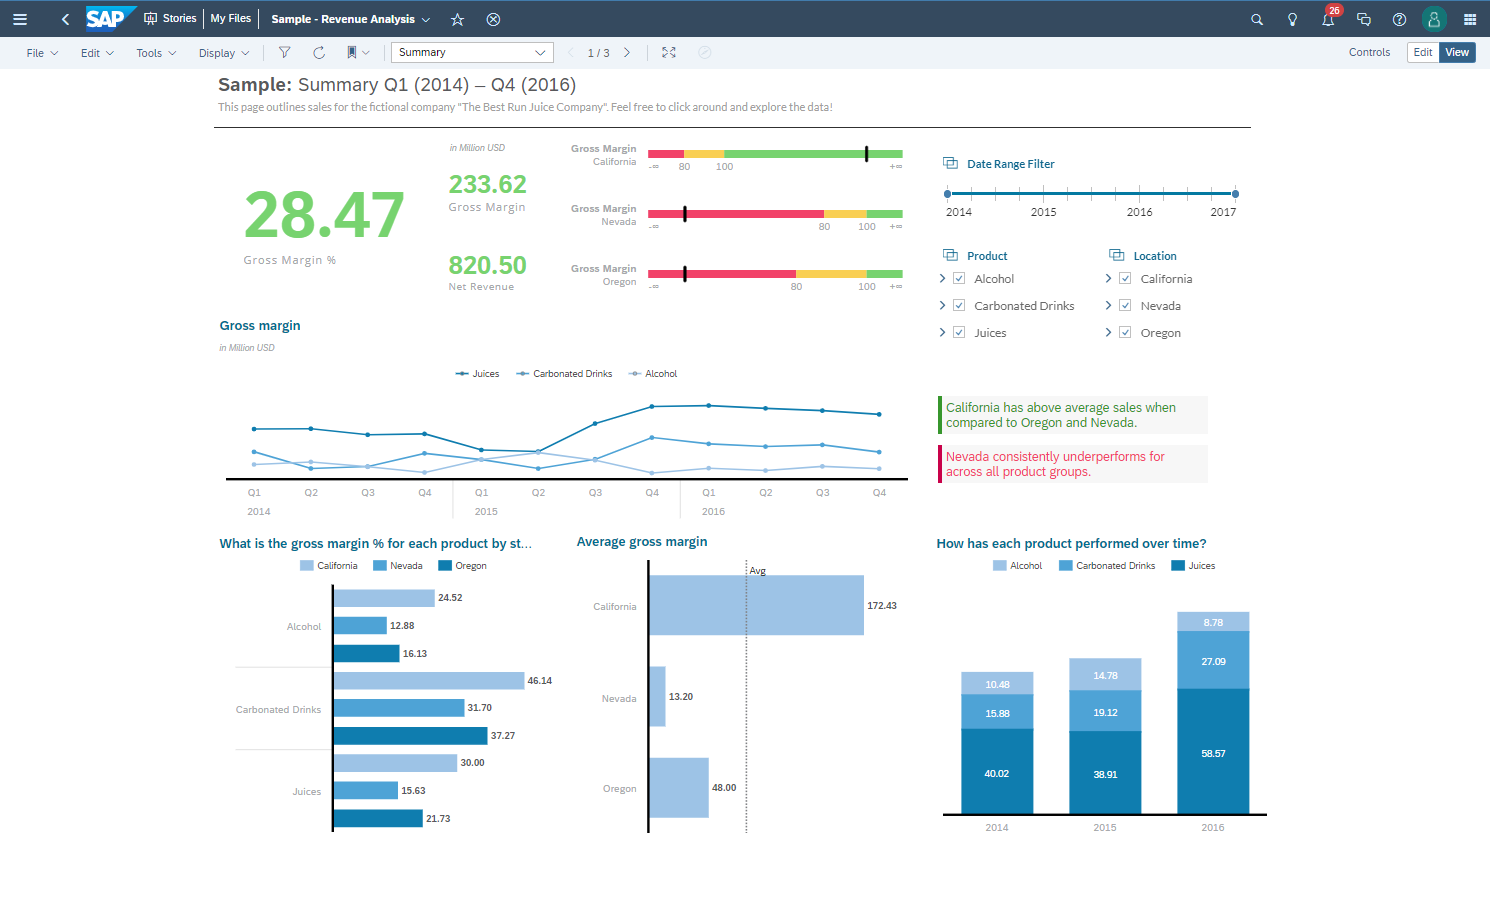 SAP Stories My Files Sample - Revenue Analysis 26
File Edit Tools Display Summary 1 / 3 Controls Edit View
Sample: Summary Q1 (2014) – Q4 (2016)
This page outlines sales for the fictional company "The Best Run Juice Company". Feel free to click around and explore the data!
28.47
Gross Margin %
in Million USD
233.62
Gross Margin
820.50
Net Revenue
Gross Margin
California
-∞ 80 100 +∞
Gross Margin
Nevada
-∞ 80 100 +∞
Gross Margin
Oregon
-∞ 80 100 +∞
Date Range Filter
2014 2015 2016 2017
Product
Alcohol
Carbonated Drinks
Juices
Location
California
Nevada
Oregon
Gross margin
in Million USD
Juices Carbonated Drinks Alcohol
Q1 Q2 Q3 Q4 Q1 Q2 Q3 Q4 Q1 Q2 Q3 Q4
2014 2015 2016
California has above average sales when
compared to Oregon and Nevada.
Nevada consistently underperforms for
across all product groups.
What is the gross margin % for each product by st...
California Nevada Oregon
Alcohol
24.52
12.88
16.13
Carbonated Drinks
46.14
31.70
37.27
Juices
30.00
15.63
21.73
Average gross margin
Avg
California 172.43
Nevada 13.20
Oregon 48.00
How has each product performed over time?
Alcohol Carbonated Drinks Juices
10.48
15.88
40.02
14.78
19.12
38.91
8.78
27.09
58.57
2014 2015 2016